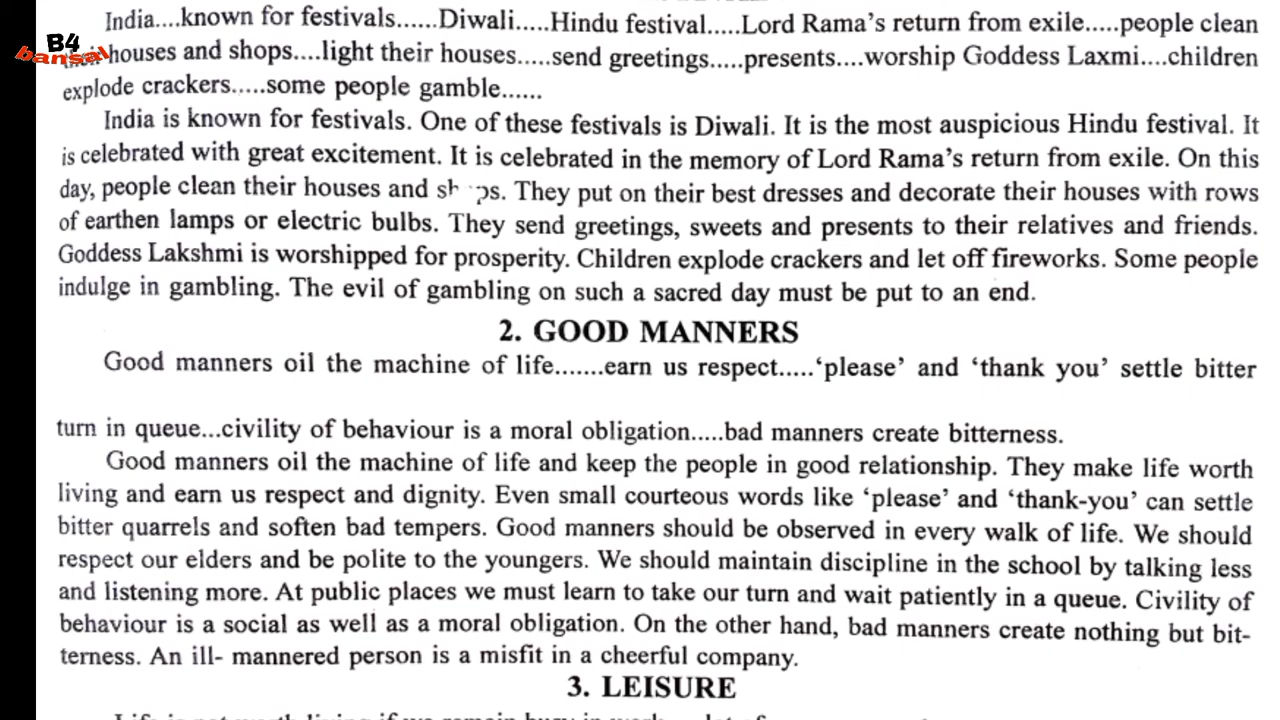 India....known for festivals......Diwali.....Hindu festival.....Lord Rama's return from exile.....people clean
B4
bansal
houses and shops....light their houses.....send greetings.....presents....worship Goddess Laxmi....children
explode crackers.....some people gamble......
India is known for festivals. One of these festivals is Diwali. It is the most auspicious Hindu festival. It
is celebrated with great excitement. It is celebrated in the memory of Lord Rama's return from exile. On this
day, people clean their houses and They put on their best dresses and decorate their houses with rows
of earthen lamps or electric bulbs. They send greetings, sweets and presents to their relatives and friends.
Goddess Lakshmi is worshipped for prosperity. Children explode crackers and let off fireworks. Some people
indulge in gambling. The evil of gambling on such a sacred day must be put to an end.
2. GOOD MANNERS
Good manners oil the machine of life.......earn us respect.....‘please’ and ‘thank you’ settle bitter
turn in queue...civility of behaviour is a moral obligation.....bad manners create bitterness.
Good manners oil the machine of life and keep the people in good relationship. They make life worth
living and earn us respect and dignity. Even small courteous words like ‘please’ and ‘thank-you’ can settle
bitter quarrels and soften bad tempers. Good manners should be observed in every walk of life. We should
respect our elders and be polite to the youngers. We should maintain discipline in the school by talking less
and listening more. At public places we must learn to take our turn and wait patiently in a queue. Civility of
behaviour is a social as well as a moral obligation. On the other hand, bad manners create nothing but bit-
terness. An ill- mannered person is a misfit in a cheerful company.
3. LEISURE